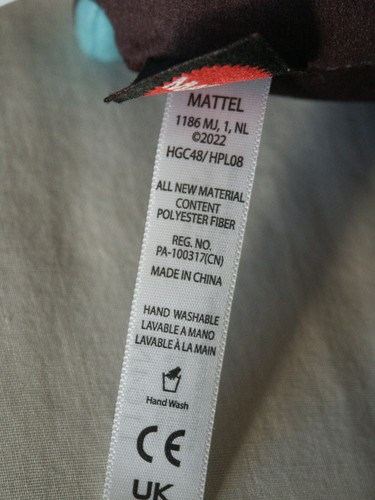 MATTEL
1186 MJ, 1, NL
©2022
HGC48/ HPL08
ALL NEW MATERIAL
CONTENT
POLYESTER FIBER
REG. NO.
PA-100317(CN)
MADE IN CHINA
HAND WASHABLE
LAVABLE A MANO
LAVABLE À LA MAIN
Hand Wash
CE
UK